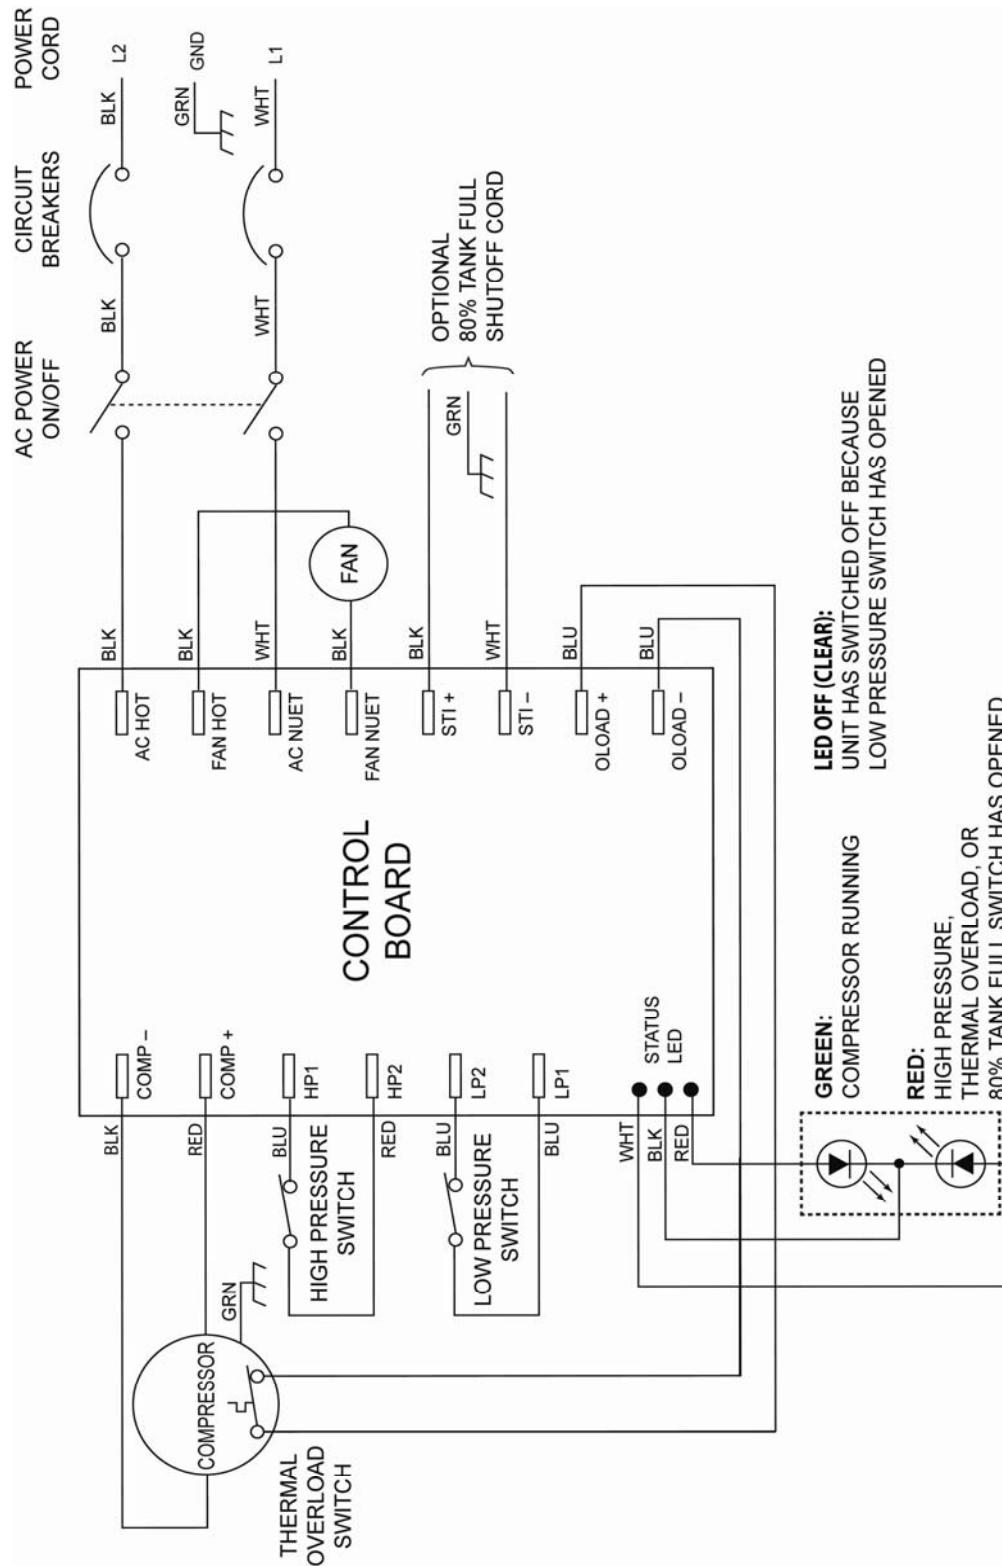 POWER
CORD
CIRCUIT
BREAKERS
AC POWER
ON/OFF
L2
GND
L1
BLK
GRN
WHT
BLK
WHT
OPTIONAL
80% TANK FULL
SHUTOFF CORD
GRN
FAN
BLK
BLK
WHT
BLK
BLK
WHT
BLU
BLU
AC HOT
FAN HOT
AC NUET
FAN NUET
STI +
STI –
OLOAD +
OLOAD –
CONTROL
BOARD
COMP –
COMP +
HP1
HP2
LP2
LP1
STATUS
LED
BLK
RED
BLU
RED
BLU
BLU
WHT
BLK
RED
HIGH PRESSURE
SWITCH
LOW PRESSURE
SWITCH
GRN
COMPRESSOR
THERMAL
OVERLOAD
SWITCH
GREEN:
COMPRESSOR RUNNING
RED:
HIGH PRESSURE,
THERMAL OVERLOAD, OR
80% TANK FULL SWITCH HAS OPENED
LED OFF (CLEAR):
UNIT HAS SWITCHED OFF BECAUSE
LOW PRESSURE SWITCH HAS OPENED